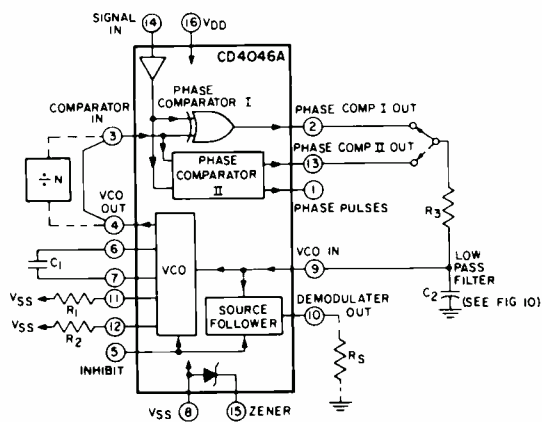 SIGNAL IN
14
16 VDD
CD4046A
PHASE COMPARATOR I
COMPARATOR IN
3
PHASE COMP I OUT
2
PHASE COMP II OUT
13
÷ N
PHASE COMPARATOR II
1
PHASE PULSES
VCO OUT
4
R3
6
C1
7
VCO
VCO IN
9
LOW PASS FILTER
C2
(SEE FIG 10)
VSS
R1
11
VSS
R2
12
SOURCE FOLLOWER
DEMODULATER OUT
10
5
INHIBIT
RS
VSS
8
15 ZENER